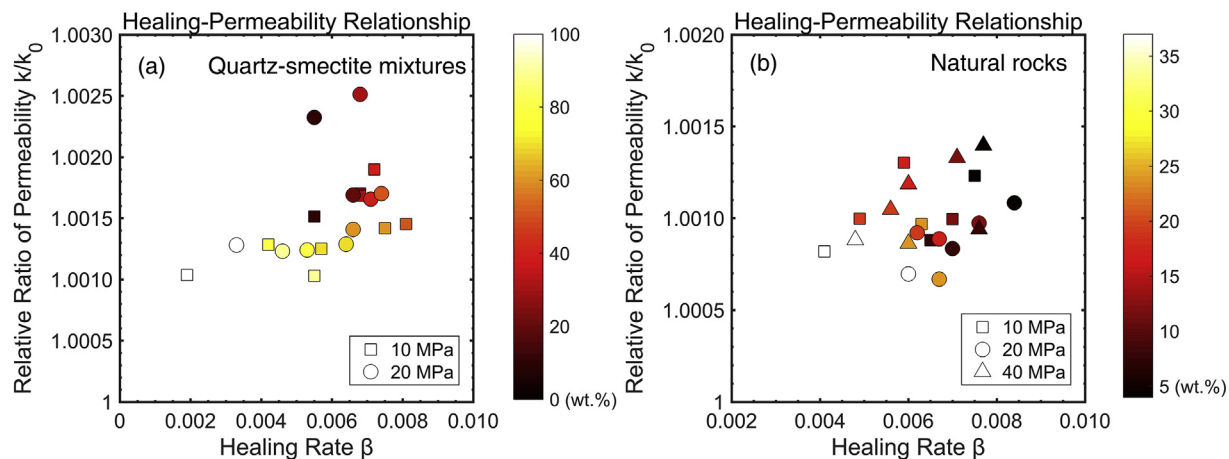 Healing-Permeability Relationship
(a)
Quartz-smectite mixtures
Relative Ratio of Permeability k/k0
1.0030
1.0025
1.0020
1.0015
1.0010
1.0005
1
0
0.002
0.004
0.006
0.008
0.010
Healing Rate β
10 MPa
20 MPa
100
80
60
40
20
0 (wt.%)
Healing-Permeability Relationship
(b)
Natural rocks
Relative Ratio of Permeability k/k0
1.0020
1.0015
1.0010
1.0005
1
0.002
0.004
0.006
0.008
0.010
Healing Rate β
10 MPa
20 MPa
40 MPa
35
30
25
20
15
10
5 (wt.%)